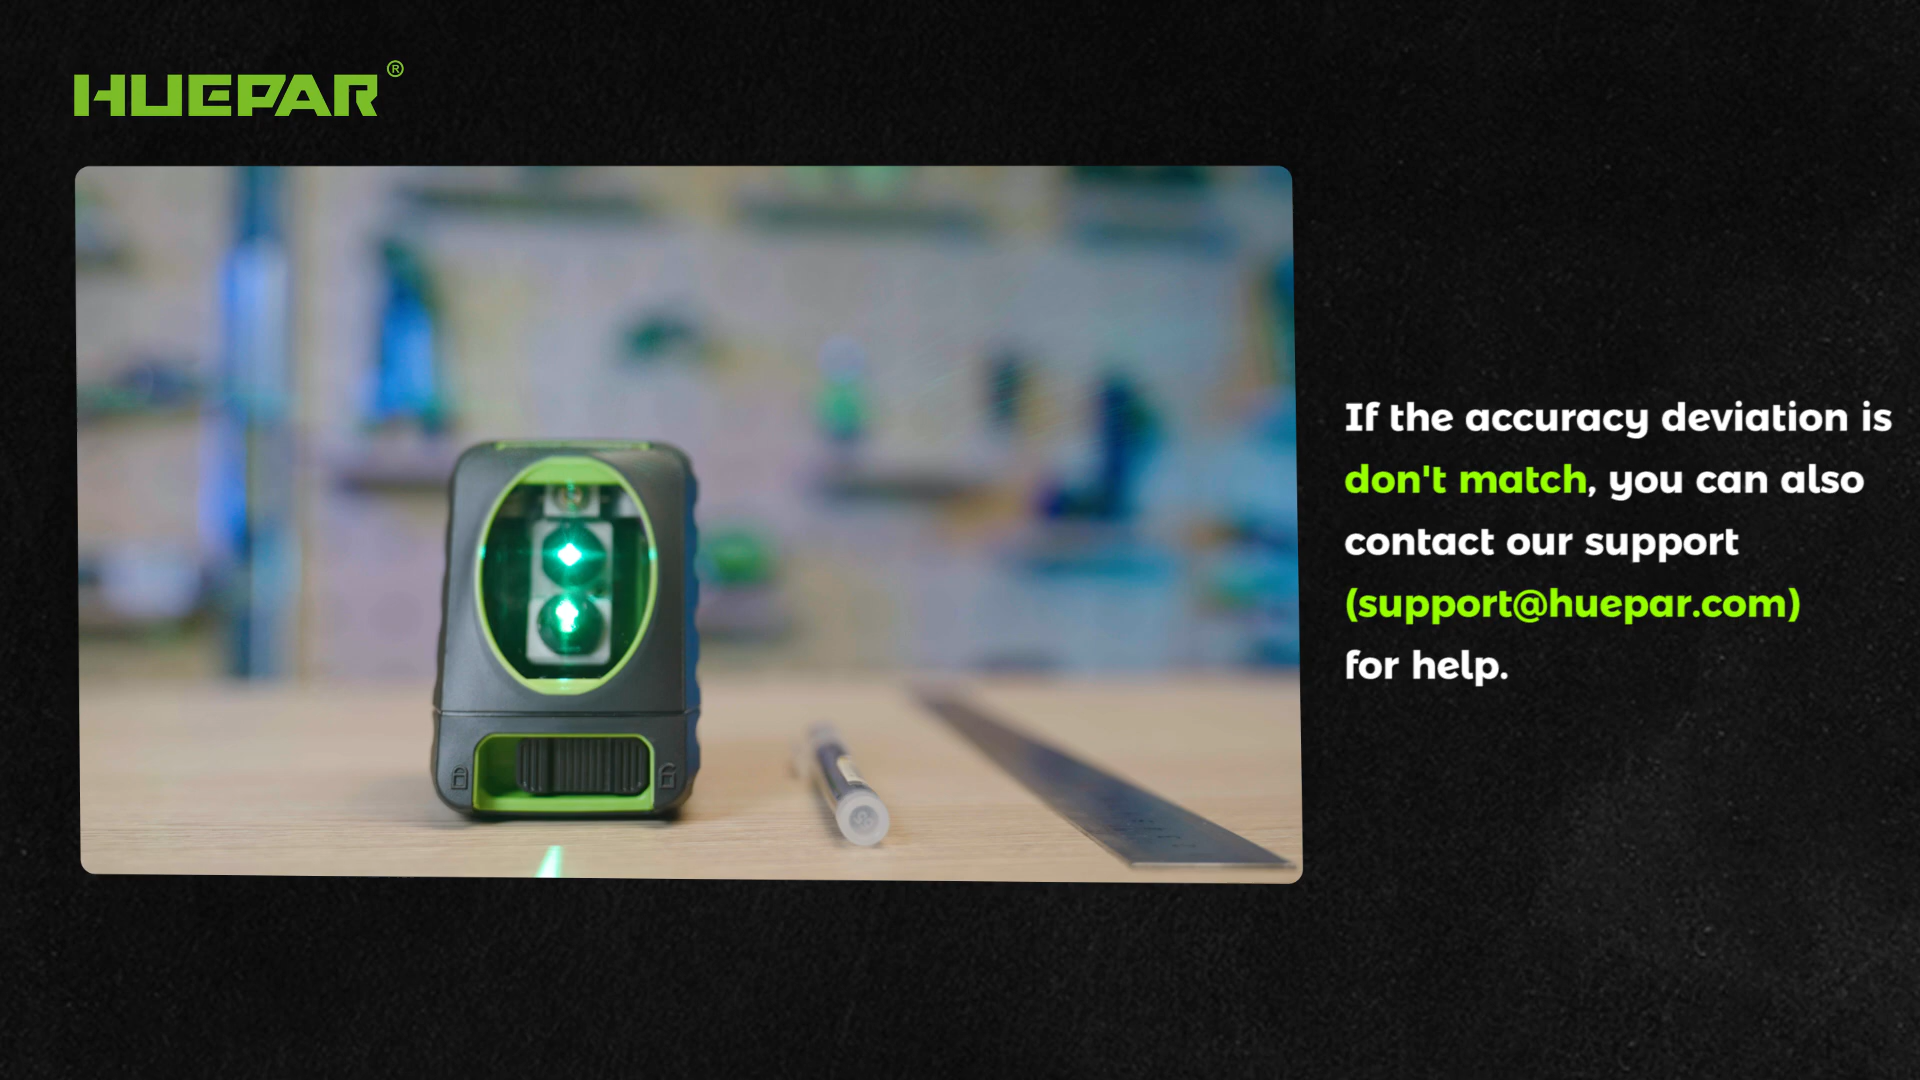 HUEPAR®
If the accuracy deviation is
don't match, you can also
contact our support
(support@huepar.com)
for help.